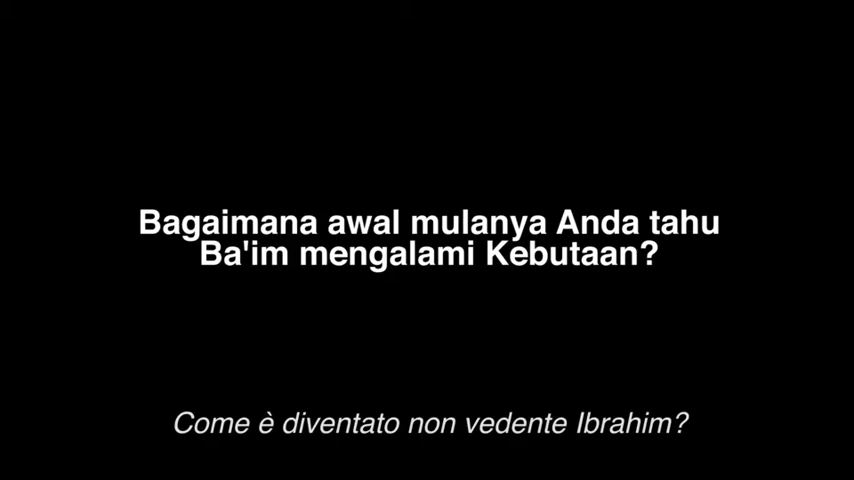 Bagaimana awal mulanya Anda tahu
Ba'im mengalami Kebutaan?
Come è diventato non vedente Ibrahim?